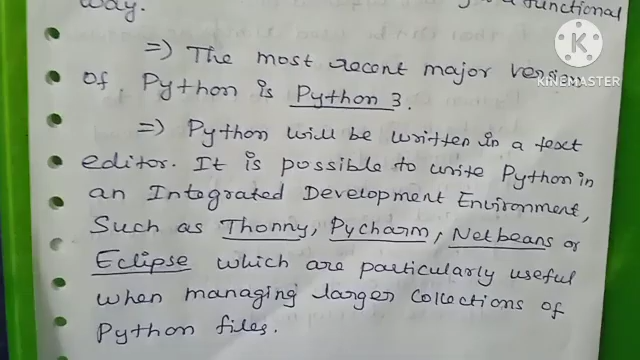 way. functional
=> The most recent major version
of Python is Python 3.
=> Python will be written in a text
editor. It is possible to write Python in
an Integrated Development Environment,
Such as Thonny, Pycharm, Netbeans or
Eclipse which are particularly useful
when managing larger collections of
Python files.
KINEMASTER